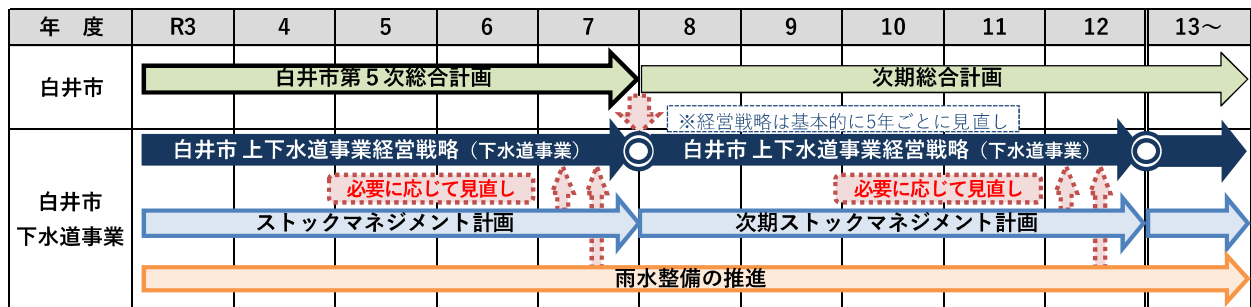 年 度 R3 4 5 6 7 8 9 10 11 12 13～
白井市 白井市第５次総合計画 次期総合計画
※経営戦略は基本的に5年ごとに見直し
白井市 上下水道事業経営戦略（下水道事業） 白井市 上下水道事業経営戦略（下水道事業）
必要に応じて見直し 必要に応じて見直し
白井市
下水道事業
ストックマネジメント計画 次期ストックマネジメント計画
雨水整備の推進